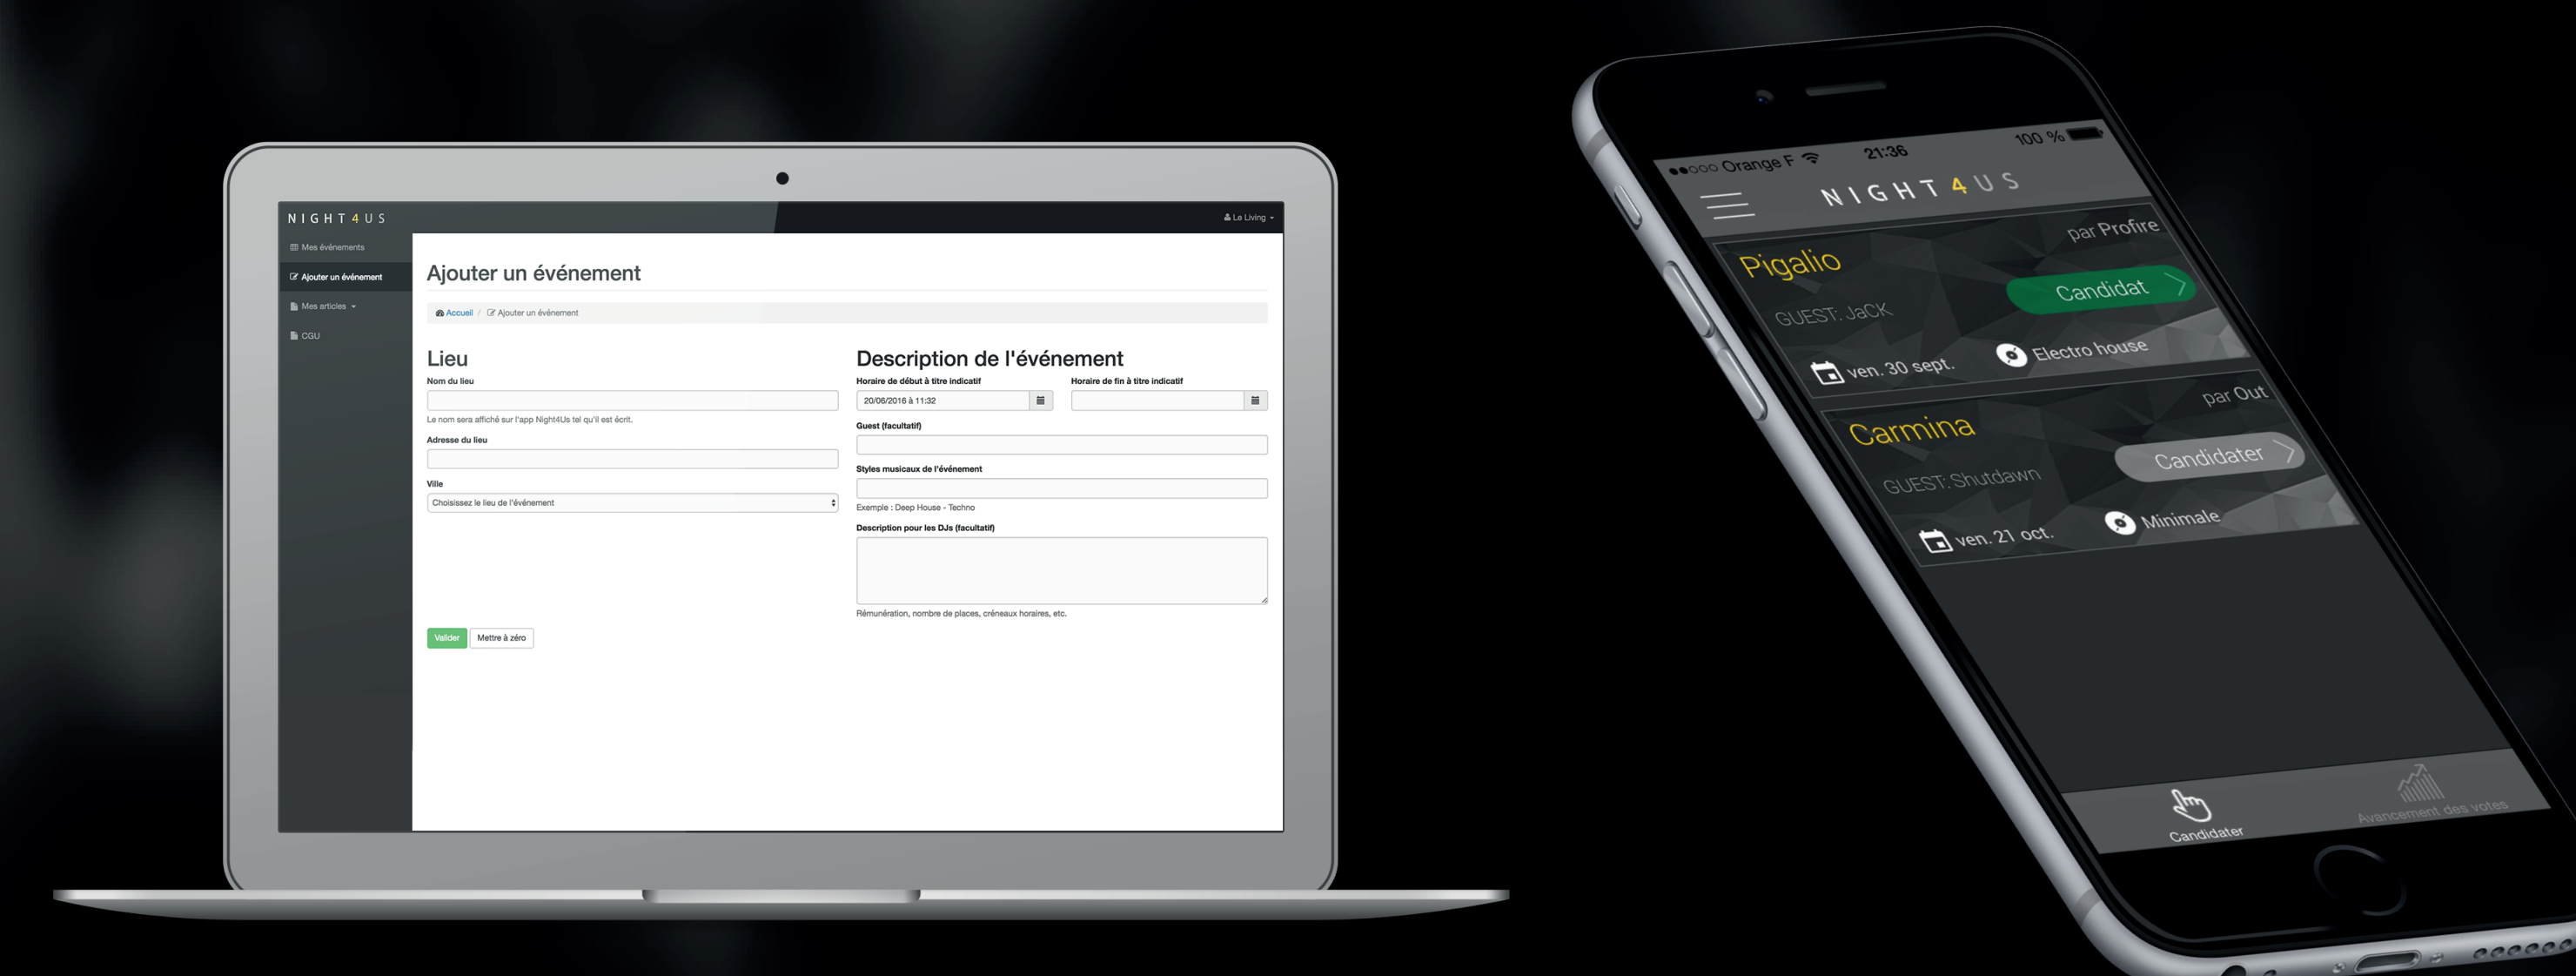 NIGHT4US
Le Living
Mes événements
Ajouter un événement
Mes articles
CGU
Ajouter un événement
Accueil / Ajouter un événement
Lieu
Nom du lieu
Le nom sera affiché sur l'app Night4Us tel qu'il est écrit.
Adresse du lieu
Ville
Choisissez le lieu de l'événement
Description de l'événement
Horaire de début à titre indicatif
Horaire de fin à titre indicatif
20/06/2016 à 11:32
Guest (facultatif)
Styles musicaux de l'événement
Exemple : Deep House - Techno
Description pour les DJs (facultatif)
Rémunération, nombre de places, créneaux horaires, etc.
Valider
Mettre à zéro
Orange F 21:36 100 %
NIGHT4US
Pigalio
par Profire
GUEST: JaCK
Candidat
ven. 30 sept.
Electro house
Carmina
par Out
GUEST: Shutdawn
Candidater
ven. 21 oct.
Minimale
Candidater
Avancement des votes